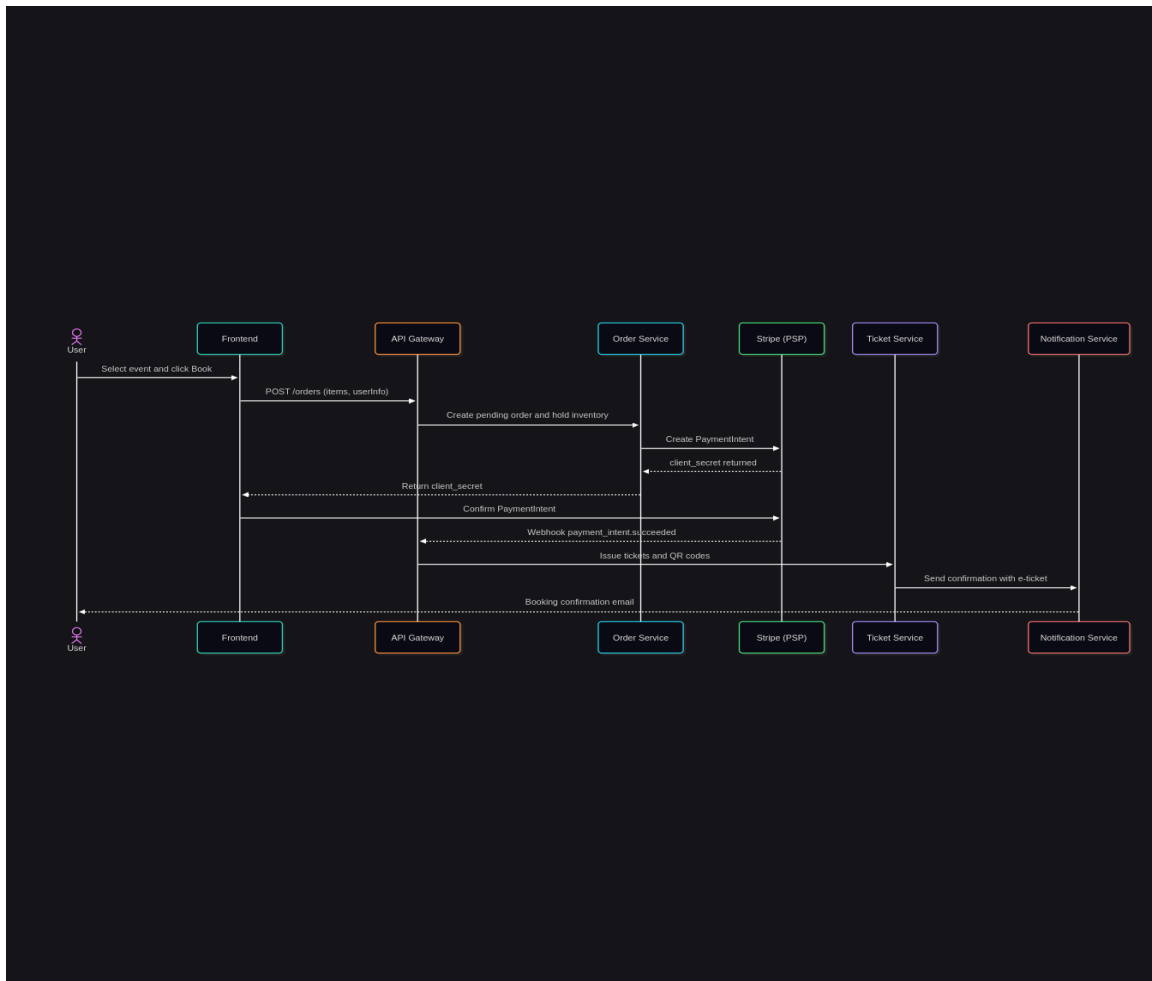 User
Frontend
API Gateway
Order Service
Stripe (PSP)
Ticket Service
Notification Service
Select event and click Book
POST /orders (items, userInfo)
Create pending order and hold inventory
Create PaymentIntent
client_secret returned
Return client_secret
Confirm PaymentIntent
Webhook payment_intent.succeeded
Issue tickets and QR codes
Send confirmation with e-ticket
Booking confirmation email
User
Frontend
API Gateway
Order Service
Stripe (PSP)
Ticket Service
Notification Service